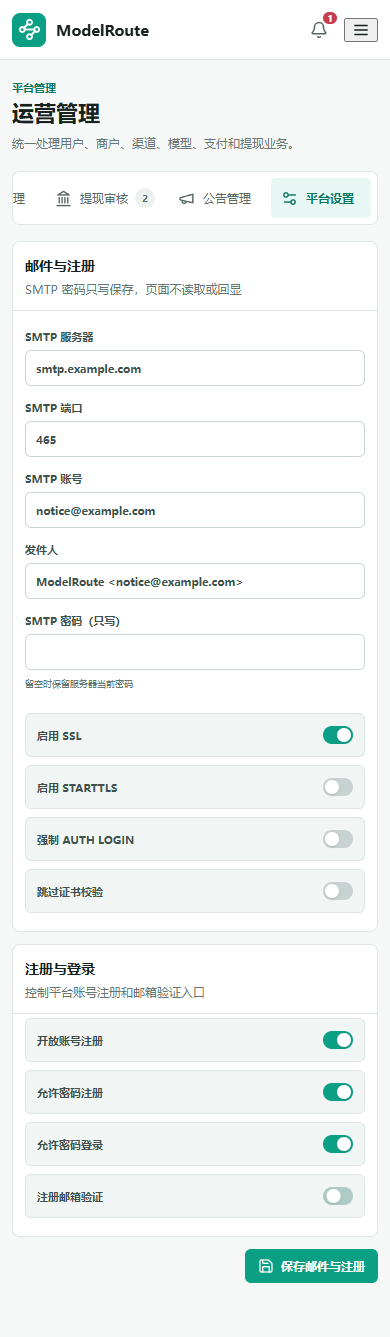 ModelRoute
1
平台管理
运营管理
统一处理用户、商户、渠道、模型、支付和提现业务。
理
提现审核
2
公告管理
平台设置
邮件与注册
SMTP 密码只写保存，页面不读取或回显
SMTP 服务器
smtp.example.com
SMTP 端口
465
SMTP 账号
notice@example.com
发件人
ModelRoute <notice@example.com>
SMTP 密码（只写）
留空时保留服务器当前密码
启用 SSL
启用 STARTTLS
强制 AUTH LOGIN
跳过证书校验
注册与登录
控制平台账号注册和邮箱验证入口
开放账号注册
允许密码注册
允许密码登录
注册邮箱验证
保存邮件与注册